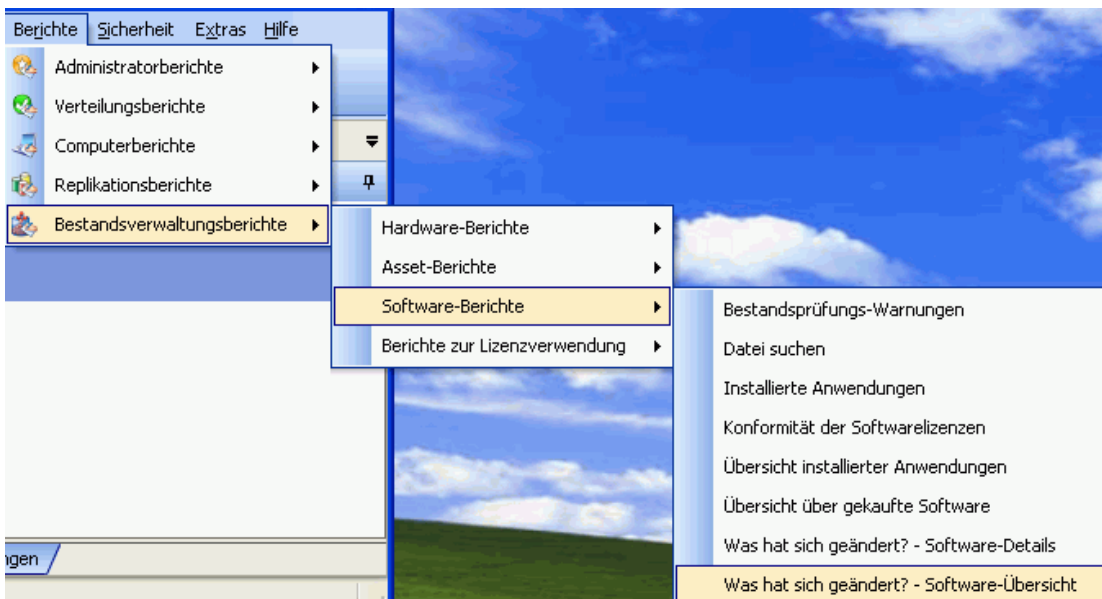 Berichte Sicherheit Extras Hilfe
Administratorberichte
Verteilungsberichte
Computerberichte
Replikationsberichte
Bestandsverwaltungsberichte
Hardware-Berichte
Asset-Berichte
Software-Berichte
Berichte zur Lizenzverwendung
Bestandsprüfungs-Warnungen
Datei suchen
Installierte Anwendungen
Konformität der Softwarelizenzen
Übersicht installierter Anwendungen
Übersicht über gekaufte Software
Was hat sich geändert? - Software-Details
Was hat sich geändert? - Software-Übersicht
ngen